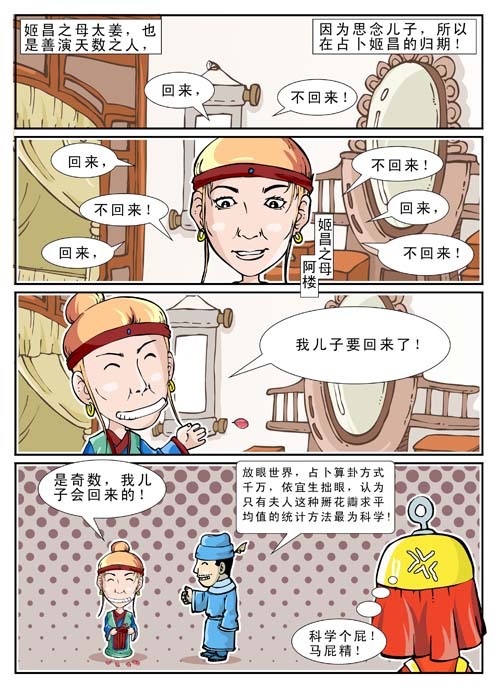 姬昌之母太姜，也
是善演天数之人，
因为思念儿子，所以
在占卜姬昌的归期！
回来，
不回来！
回来，
不回来！
不回来！
回来，
回来，
不回来！
姬昌之母
阿楼
我儿子要回来了！
是奇数，我儿
子会回来的！
放眼世界，占卜算卦方式
千万，依宜生拙眼，认为
只有夫人这种掰花瓣求平
均值的统计方法最为科学！
科学个屁！
马屁精！